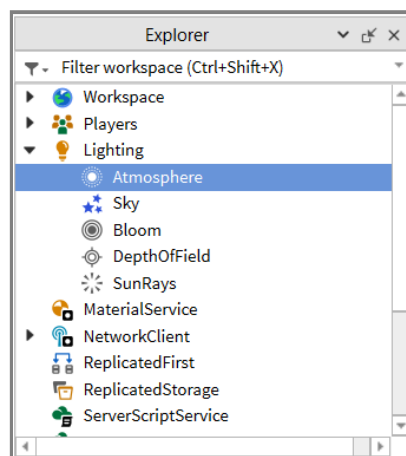 Explorer
Filter workspace (Ctrl+Shift+X)
Workspace
Players
Lighting
Atmosphere
Sky
Bloom
DepthOfField
SunRays
MaterialService
NetworkClient
ReplicatedFirst
ReplicatedStorage
ServerScriptService